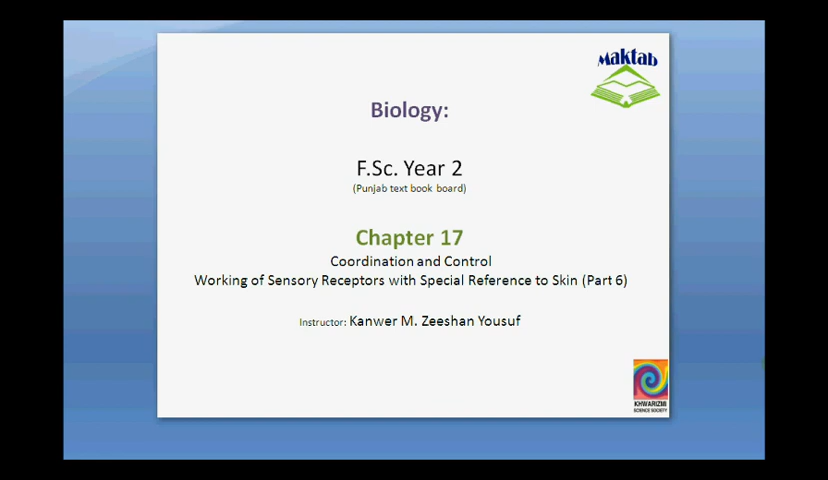 Maktab
Biology:
F.Sc. Year 2
(Punjab text book board)
Chapter 17
Coordination and Control
Working of Sensory Receptors with Special Reference to Skin (Part 6)
Instructor: Kanwer M. Zeeshan Yousuf
KHWARIZMI
SCIENCE SOCIETY